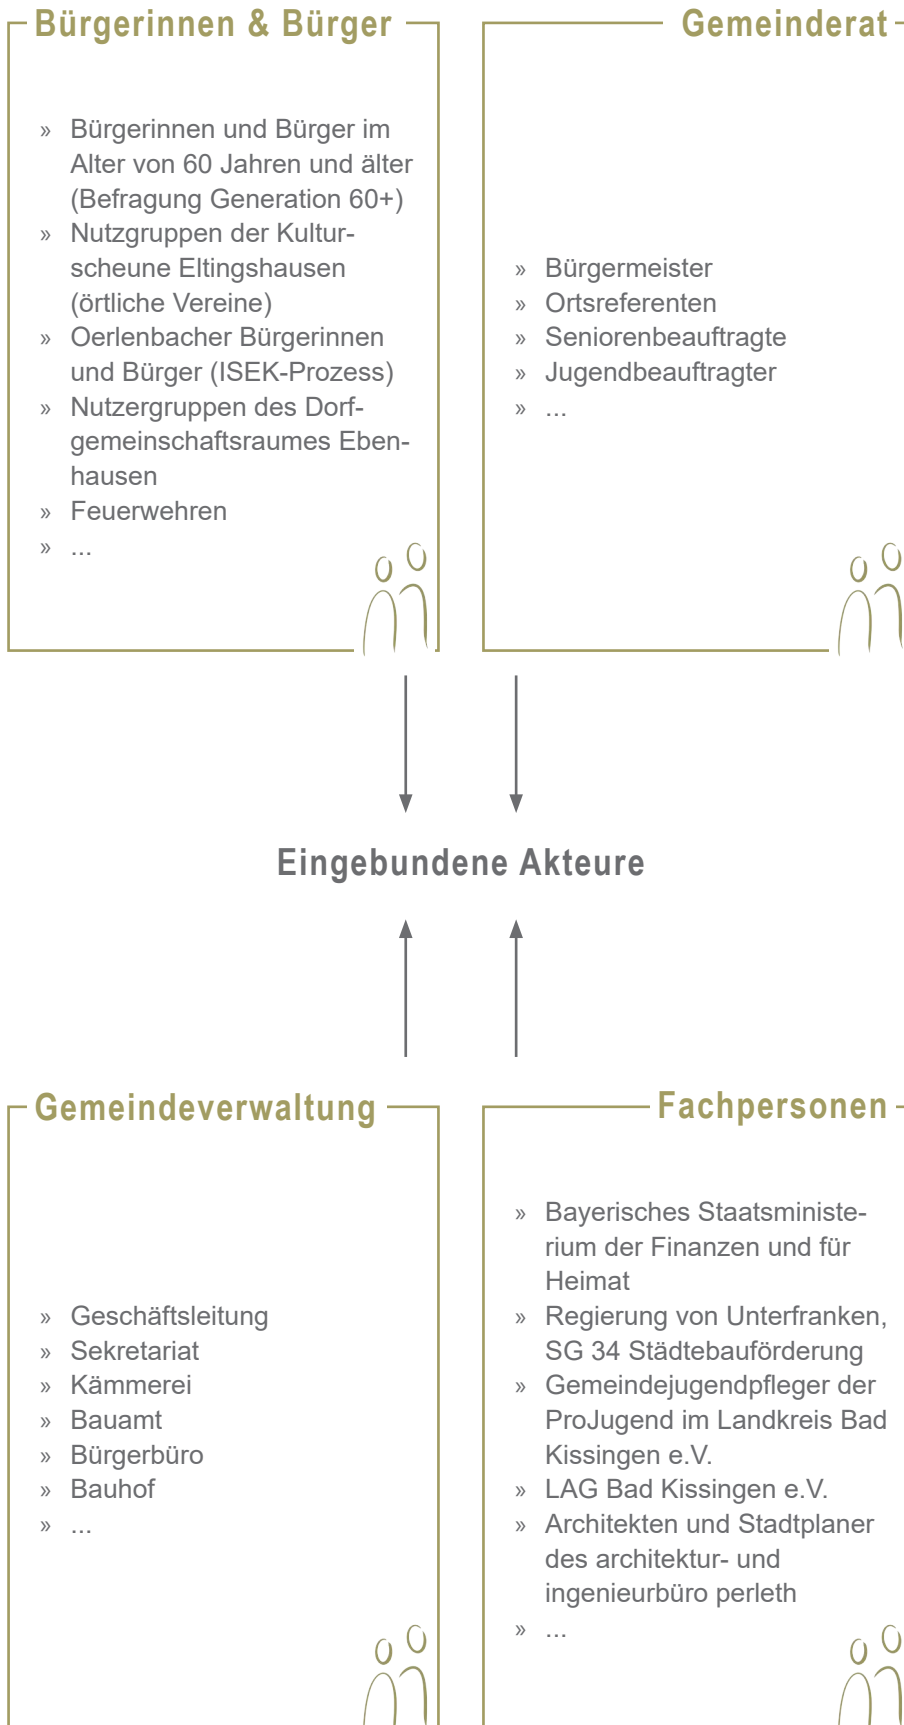 Bürgerinnen & Bürger
» Bürgerinnen und Bürger im
Alter von 60 Jahren und älter
(Befragung Generation 60+)
» Nutzgruppen der Kultur-
scheune Eltingshausen
(örtliche Vereine)
» Oerlenbacher Bürgerinnen
und Bürger (ISEK-Prozess)
» Nutzergruppen des Dorf-
gemeinschaftsraumes Eben-
hausen
» Feuerwehren
» ...
Gemeinderat
» Bürgermeister
» Ortsreferenten
» Seniorenbeauftragte
» Jugendbeauftragter
» ...
Eingebundene Akteure
Gemeindeverwaltung
» Geschäftsleitung
» Sekretariat
» Kämmerei
» Bauamt
» Bürgerbüro
» Bauhof
» ...
Fachpersonen
» Bayerisches Staatsministe-
rium der Finanzen und für
Heimat
» Regierung von Unterfranken,
SG 34 Städtebauförderung
» Gemeindejugendpfleger der
ProJugend im Landkreis Bad
Kissingen e.V.
» LAG Bad Kissingen e.V.
» Architekten und Stadtplaner
des architektur- und
ingenieurbüro perleth
» ...